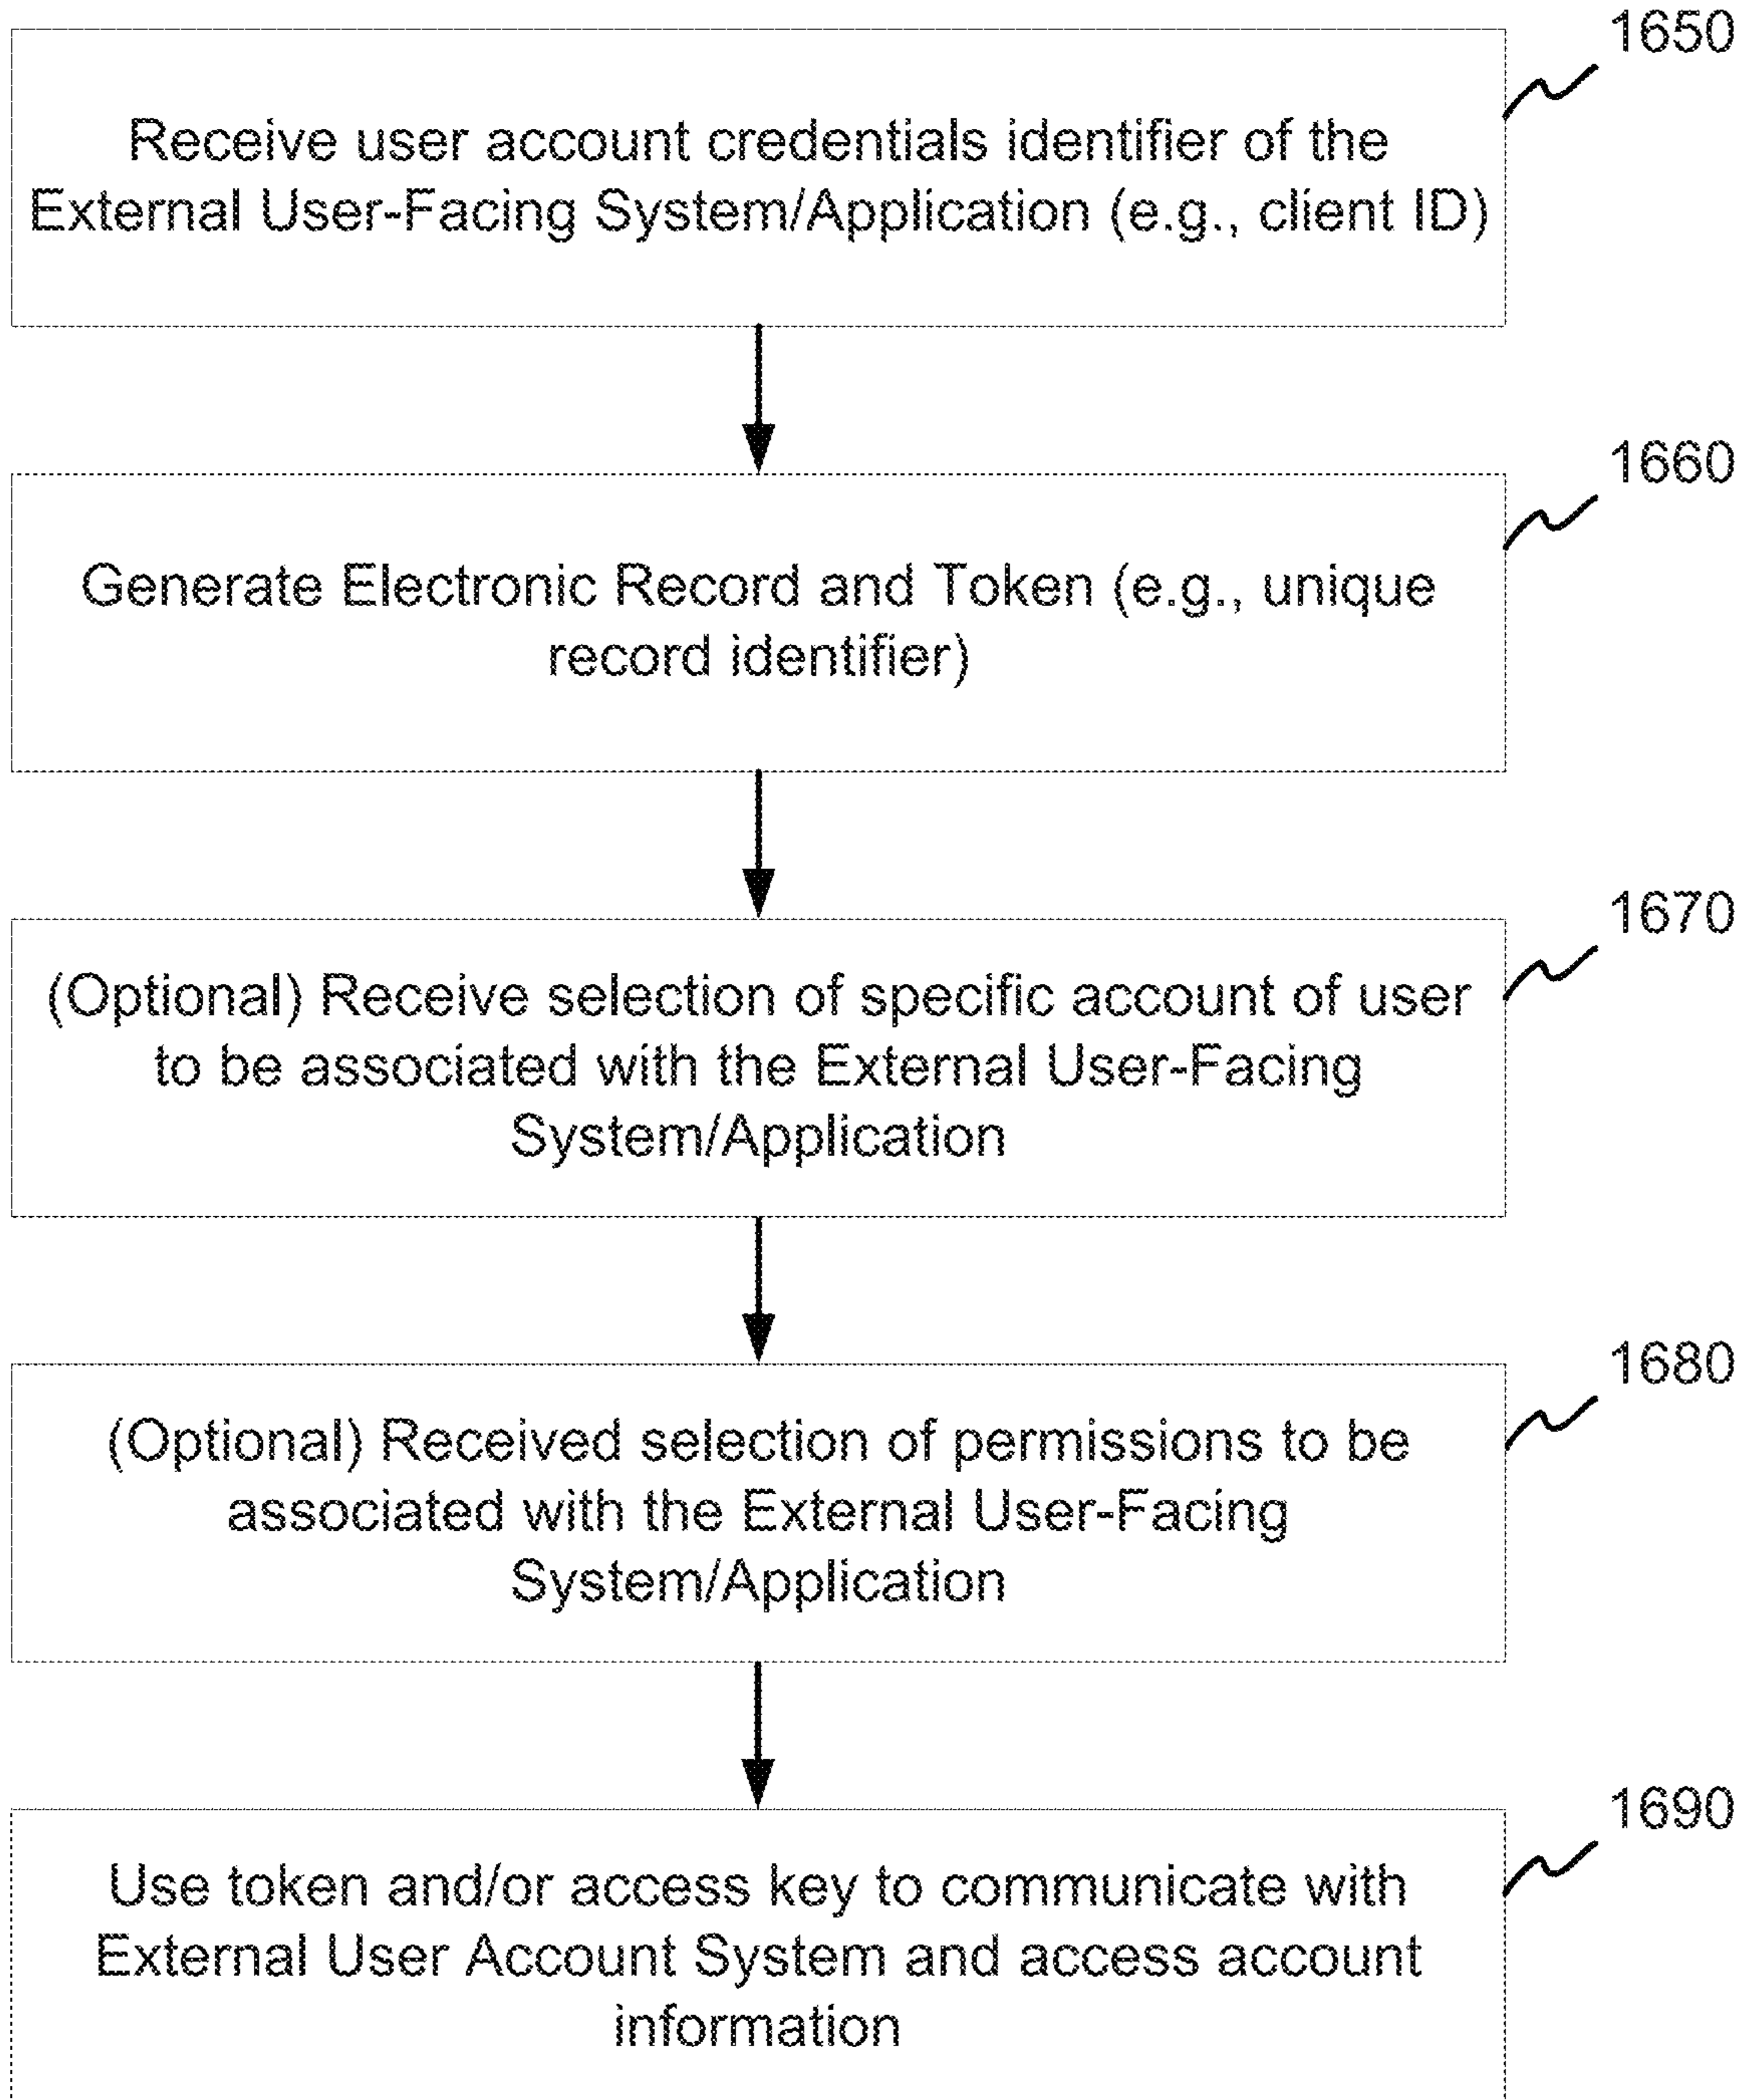 1650
Receive user account credentials identifier of the
External User-Facing System/Application (e.g., client ID)
1660
Generate Electronic Record and Token (e.g., unique
record identifier)
1670
(Optional) Receive selection of specific account of user
to be associated with the External User-Facing
System/Application
1680
(Optional) Received selection of permissions to be
associated with the External User-Facing
System/Application
1690
Use token and/or access key to communicate with
External User Account System and access account
information